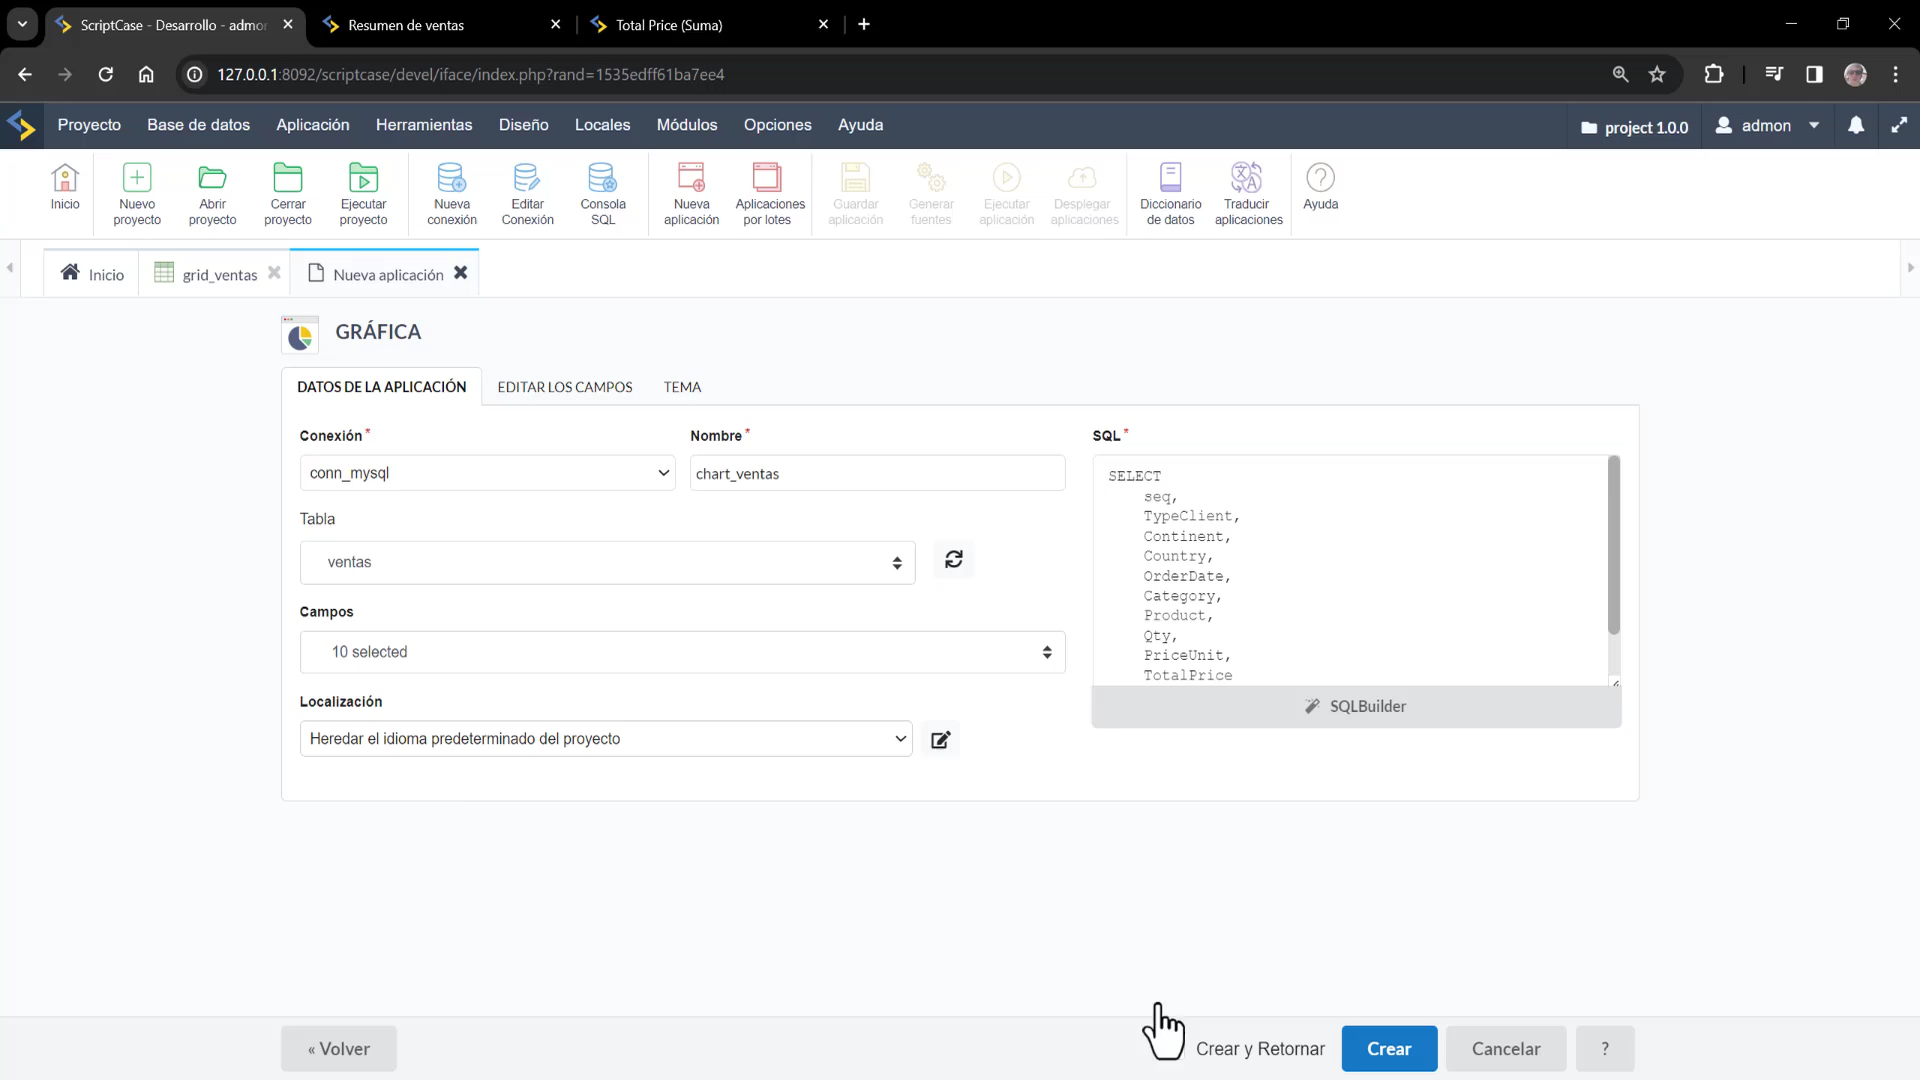 ScriptCase - Desarrollo - admor
Resumen de ventas
Total Price (Suma)
127.0.0.1:8092/scriptcase/devel/iface/index.php?rand=1535edff61ba7ee4
Proyecto
Base de datos
Aplicación
Herramientas
Diseño
Locales
Módulos
Opciones
Ayuda
project 1.0.0
admon
Inicio
Nuevo proyecto
Abrir proyecto
Cerrar proyecto
Ejecutar proyecto
Nueva conexión
Editar Conexión
Consola SQL
Nueva aplicación
Aplicaciones por lotes
Guardar aplicación
Generar fuentes
Ejecutar aplicación
Desplegar aplicaciones
Diccionario de datos
Traducir aplicaciones
Ayuda
Inicio
grid_ventas
Nueva aplicación
GRÁFICA
DATOS DE LA APLICACIÓN
EDITAR LOS CAMPOS
TEMA
Conexión*
conn_mysql
Nombre*
chart_ventas
Tabla
ventas
Campos
10 selected
Localización
Heredar el idioma predeterminado del proyecto
SQL*
SELECT
seq,
TypeClient,
Continent,
Country,
OrderDate,
Category,
Product,
Qty,
PriceUnit,
TotalPrice
SQLBuilder
« Volver
Crear y Retornar
Crear
Cancelar
?